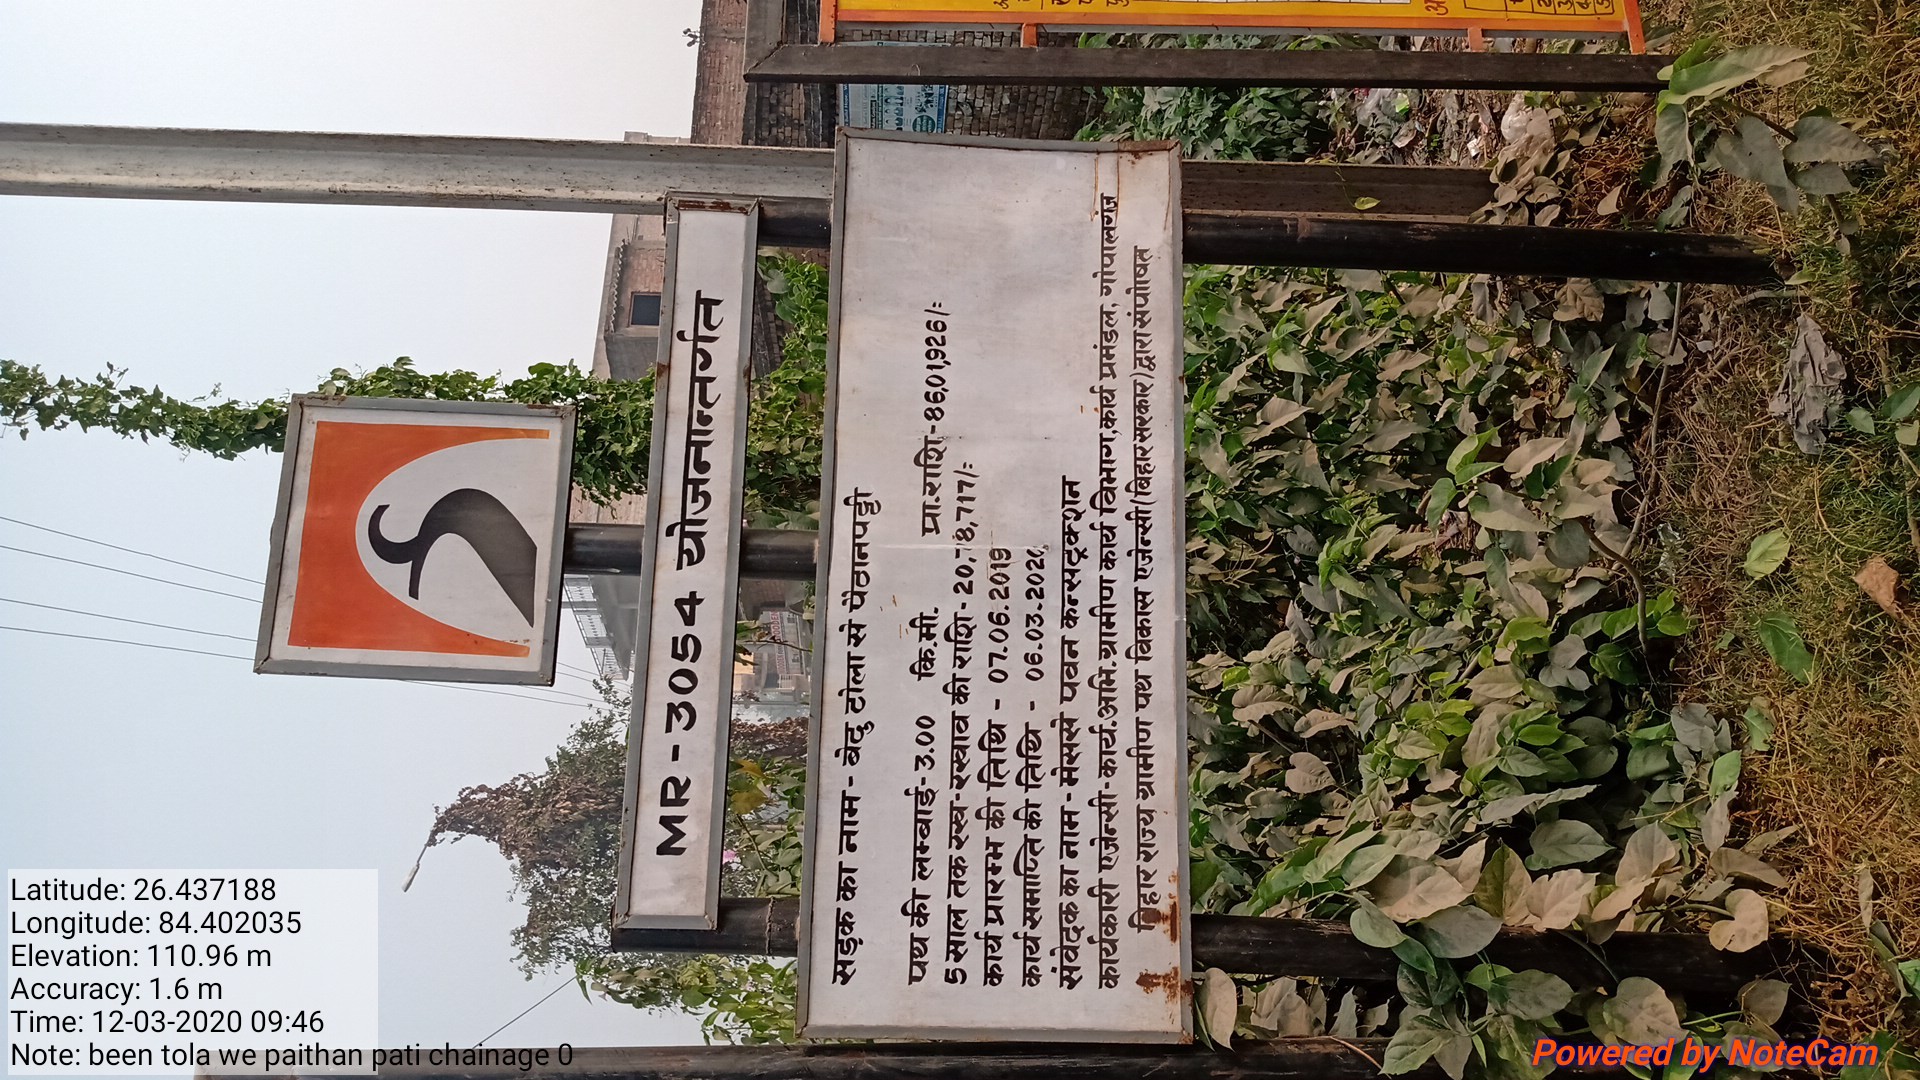 MR - 3054 योजनान्तर्गत
सड़क का नाम - बेदु टोला से पैठानपट्टी
पथ की लम्बाई - 3.00 कि.मी. प्रा.राशि - 86,01,926/:
5 साल तक रख-रखाव की राशि - 20,78,717/:
कार्य प्रारम्भ की तिथि - 07.06.2019
कार्य समाप्ति की तिथि - 06.03.2020
संवेदक का नाम - मेसर्स पवन कन्सट्रक्शन
कार्यकारी एजेन्सी - कार्य.अभि.ग्रामीण कार्य विभाग,कार्य प्रमंडल, गोपालगंज
बिहार राज्य ग्रामीण पथ विकास एजेन्सी (बिहार सरकार) द्वारा संपोषित
Latitude: 26.437188
Longitude: 84.402035
Elevation: 110.96 m
Accuracy: 1.6 m
Time: 12-03-2020 09:46
Note: been tola we paithan pati chainage 0
Powered by NoteCam